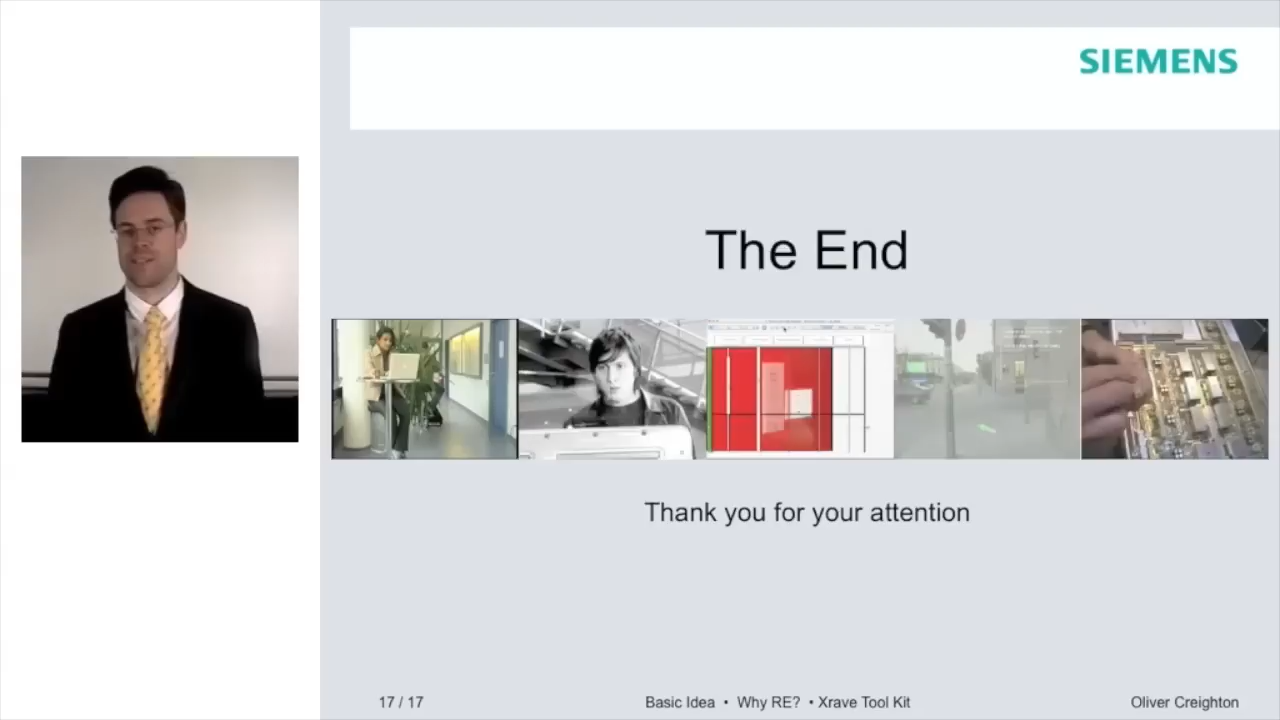 SIEMENS
The End
Thank you for your attention
17 / 17
Basic Idea • Why RE? • Xrave Tool Kit
Oliver Creighton